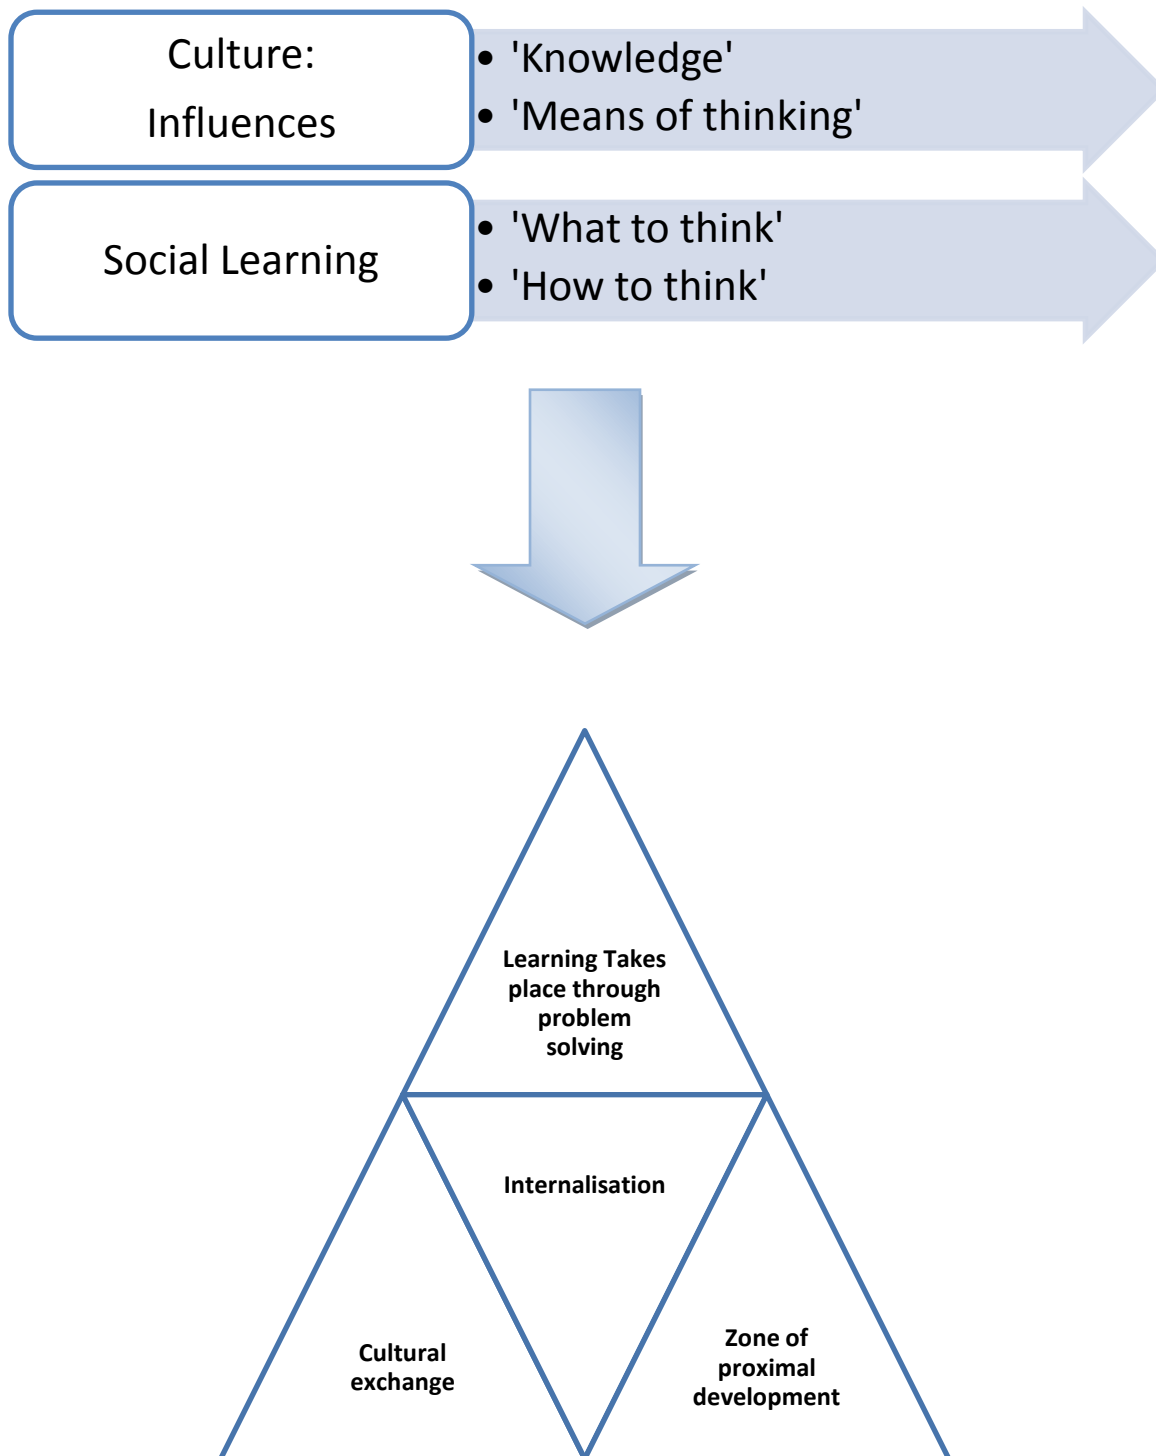 Culture:
Influences
• 'Knowledge'
• 'Means of thinking'
Social Learning
• 'What to think'
• 'How to think'
Learning Takes
place through
problem
solving
Internalisation
Cultural
exchange
Zone of
proximal
development